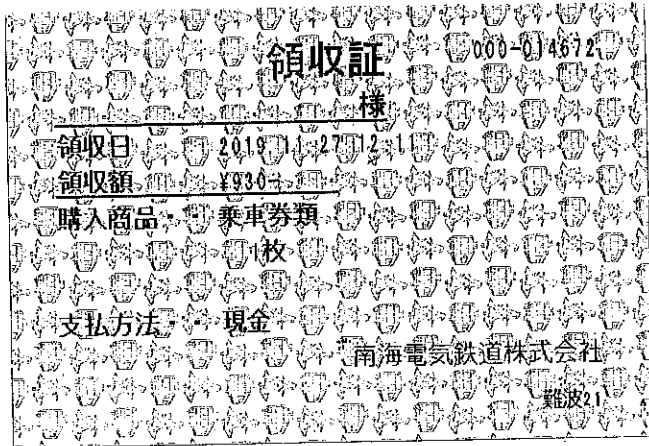 領収証
000-014672
様
領収日 2019.11.27 12:11
領収額 ¥930-
購入商品・ 乗車券類
1枚
支払方法・・ 現金
南海電気鉄道株式会社
難波21